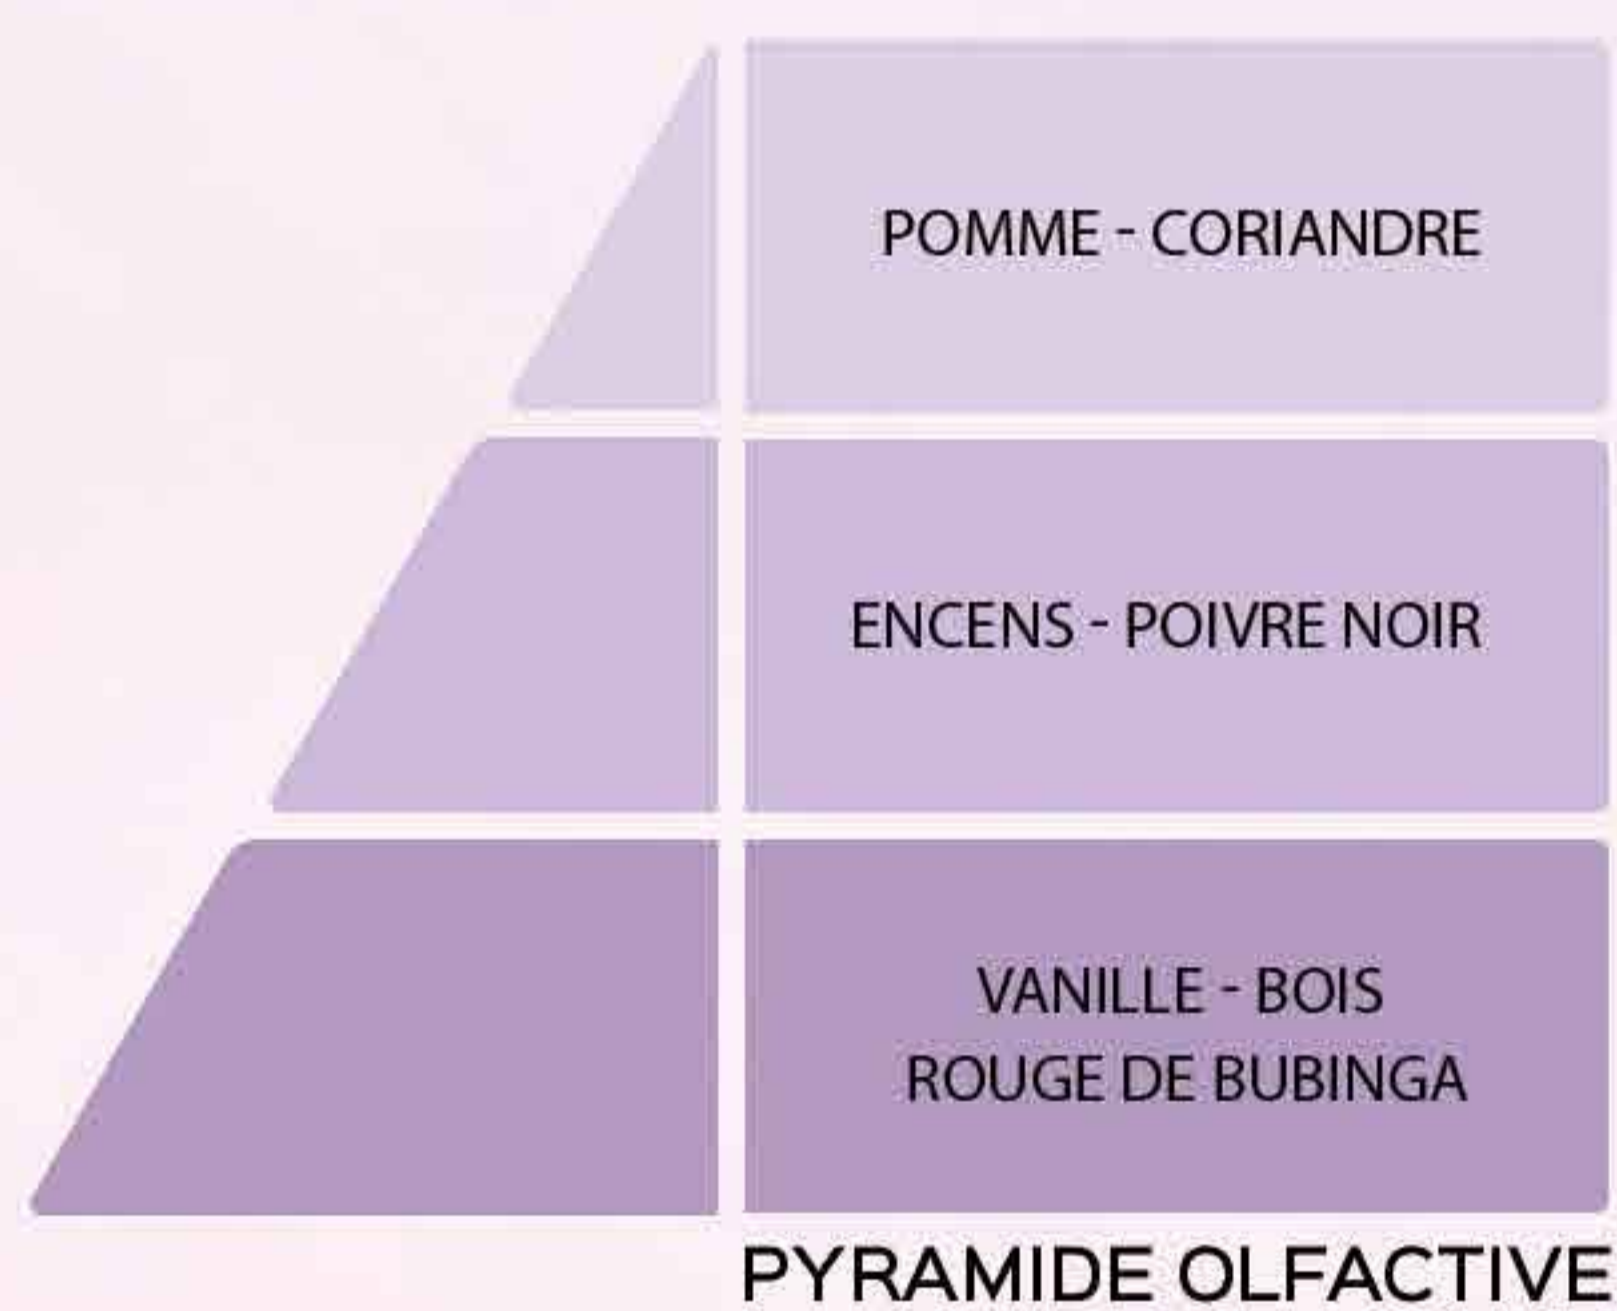 POMME - CORIANDRE
ENCENS - POIVRE NOIR
VANILLE - BOIS
ROUGE DE BUBINGA
PYRAMIDE OLFACTIVE